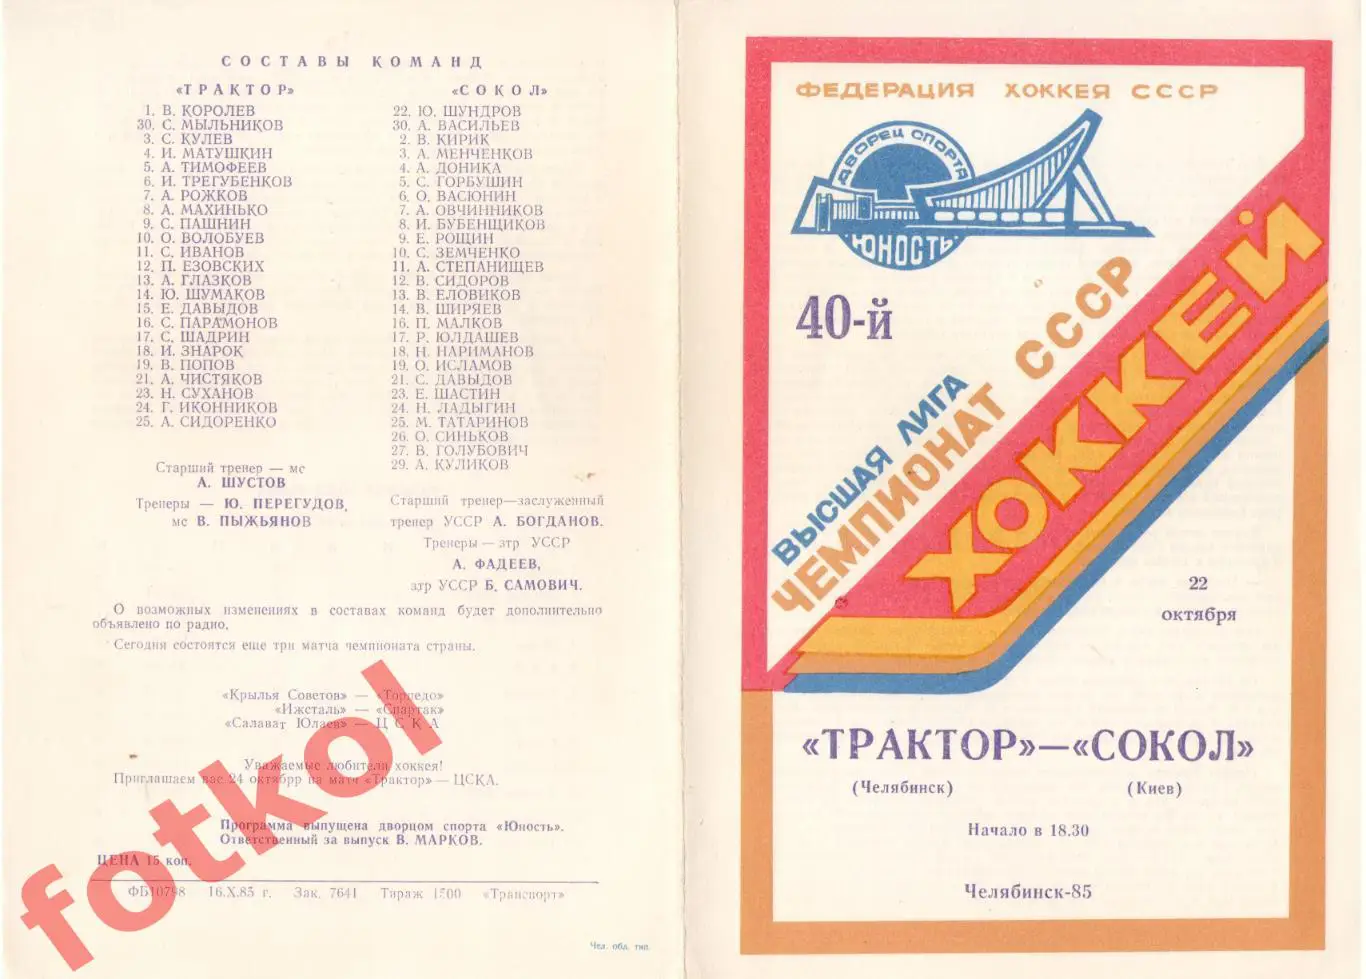 СОСТАВЫ КОМАНД
«ТРАКТОР»
1. В. КОРОЛЕВ
30. С. МЫЛЬНИКОВ
3. С. КУЛЕВ
4. И. МАТУШКИН
5. А. ТИМОФЕЕВ
6. И. ТРЕГУБЕНКОВ
7. А. РОЖКОВ
8. А. МАХИНЬКО
9. С. ПАШНИН
10. О. ВОЛОБУЕВ
11. С. ИВАНОВ
12. П. ЕЗОВСКИХ
13. А. ГЛАЗКОВ
14. Ю. ШУМАКОВ
15. Е. ДАВЫДОВ
16. С. ПАРАМОНОВ
17. С. ШАДРИН
18. И. ЗНАРОК
19. В. ПОПОВ
21. А. ЧИСТЯКОВ
23. Н. СУХАНОВ
24. Г. ИКОННИКОВ
25. А. СИДОРЕНКО
Старший тренер — мс
А. ШУСТОВ
Тренеры — Ю. ПЕРЕГУДОВ,
мс В. ПЫЖЬЯНОВ
«СОКОЛ»
22. Ю. ШУНДРОВ
30. А. ВАСИЛЬЕВ
2. В. КИРИК
3. А. МЕНЧЕНКОВ
4. А. ДОНИКА
5. С. ГОРБУШИН
6. О. ВАСЮНИН
7. А. ОВЧИННИКОВ
8. И. БУБЕНЩИКОВ
9. Е. РОЩИН
10. С. ЗЕМЧЕНКО
11. А. СТЕПАНИЩЕВ
12. В. СИДОРОВ
13. В. ЕЛОВИКОВ
14. В. ШИРЯЕВ
16. П. МАЛКОВ
17. Р. ЮЛДАШЕВ
18. Н. НАРИМАНОВ
19. О. ИСЛАМОВ
21. С. ДАВЫДОВ
23. Е. ШАСТИН
24. Н. ЛАДЫГИН
25. М. ТАТАРИНОВ
26. О. СИНЬКОВ
27. В. ГОЛУБОВИЧ
29. А. КУЛИКОВ
Старший тренер—заслуженный
тренер УССР А. БОГДАНОВ.
Тренеры — зтр УССР
А. ФАДЕЕВ,
зтр УССР Б. САМОВИЧ.
О возможных изменениях в составах команд будет дополнительно
объявлено по радио.
Сегодня состоятся еще три матча чемпионата страны.
«Крылья Советов» — «Торпедо»
«Ижсталь» — «Спартак»
«Салават Юлаев» — ЦСКА
Уважаемые любители хоккея!
Приглашаем вас 24 октябрр на матч «Трактор» — ЦСКА.
Программа выпущена дворцом спорта «Юность».
Ответственный за выпуск В. МАРКОВ.
ЦЕНА 15 коп.
ФБ10798 16.X.85 г. Зак. 7641 Тираж 1500 «Транспорт»
Чел. обл. тип.
fotkol
ФЕДЕРАЦИЯ ХОККЕЯ СССР
ДВОРЕЦ СПОРТА
ЮНОСТЬ
40-й
ВЫСШАЯ ЛИГА
ЧЕМПИОНАТ СССР
ХОККЕЙ
22
октября
«ТРАКТОР»—«СОКОЛ»
(Челябинск) (Киев)
Начало в 18.30
Челябинск-85